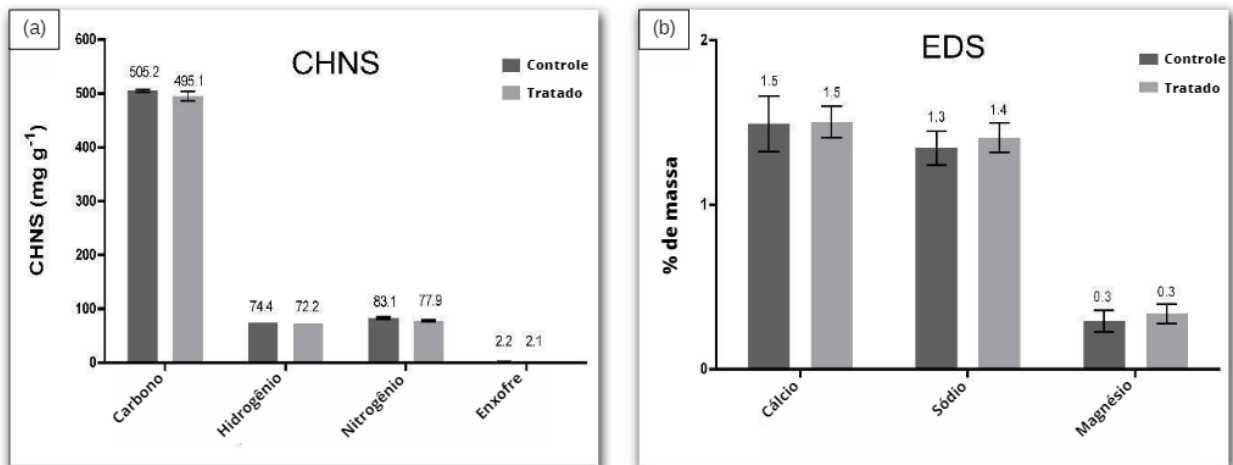 (a)
CHNS
Controle
Tratado
CHNS (mg g⁻¹)
600
500
400
300
200
100
0
505.2
495.1
74.4
72.2
83.1
77.9
2.2
2.1
Carbono
Hidrogênio
Nitrogênio
Enxofre
(b)
EDS
Controle
Tratado
% de massa
2
1
0
1.5
1.5
1.3
1.4
0.3
0.3
Cálcio
Sódio
Magnésio